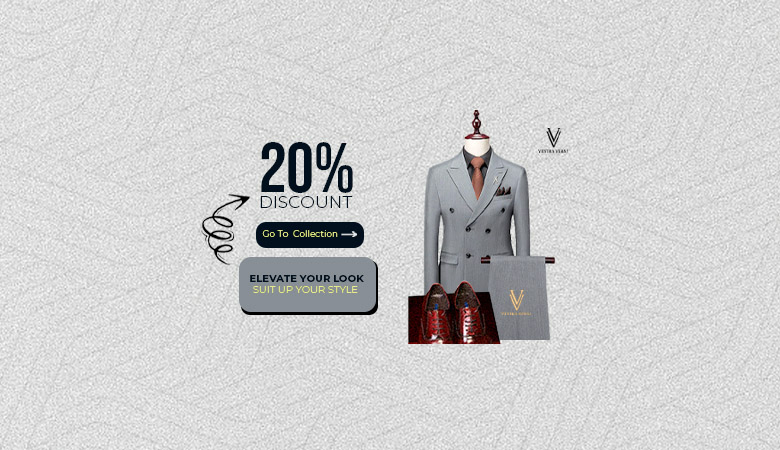 20%
DISCOUNT
Go To Collection
ELEVATE YOUR LOOK
SUIT UP YOUR STYLE